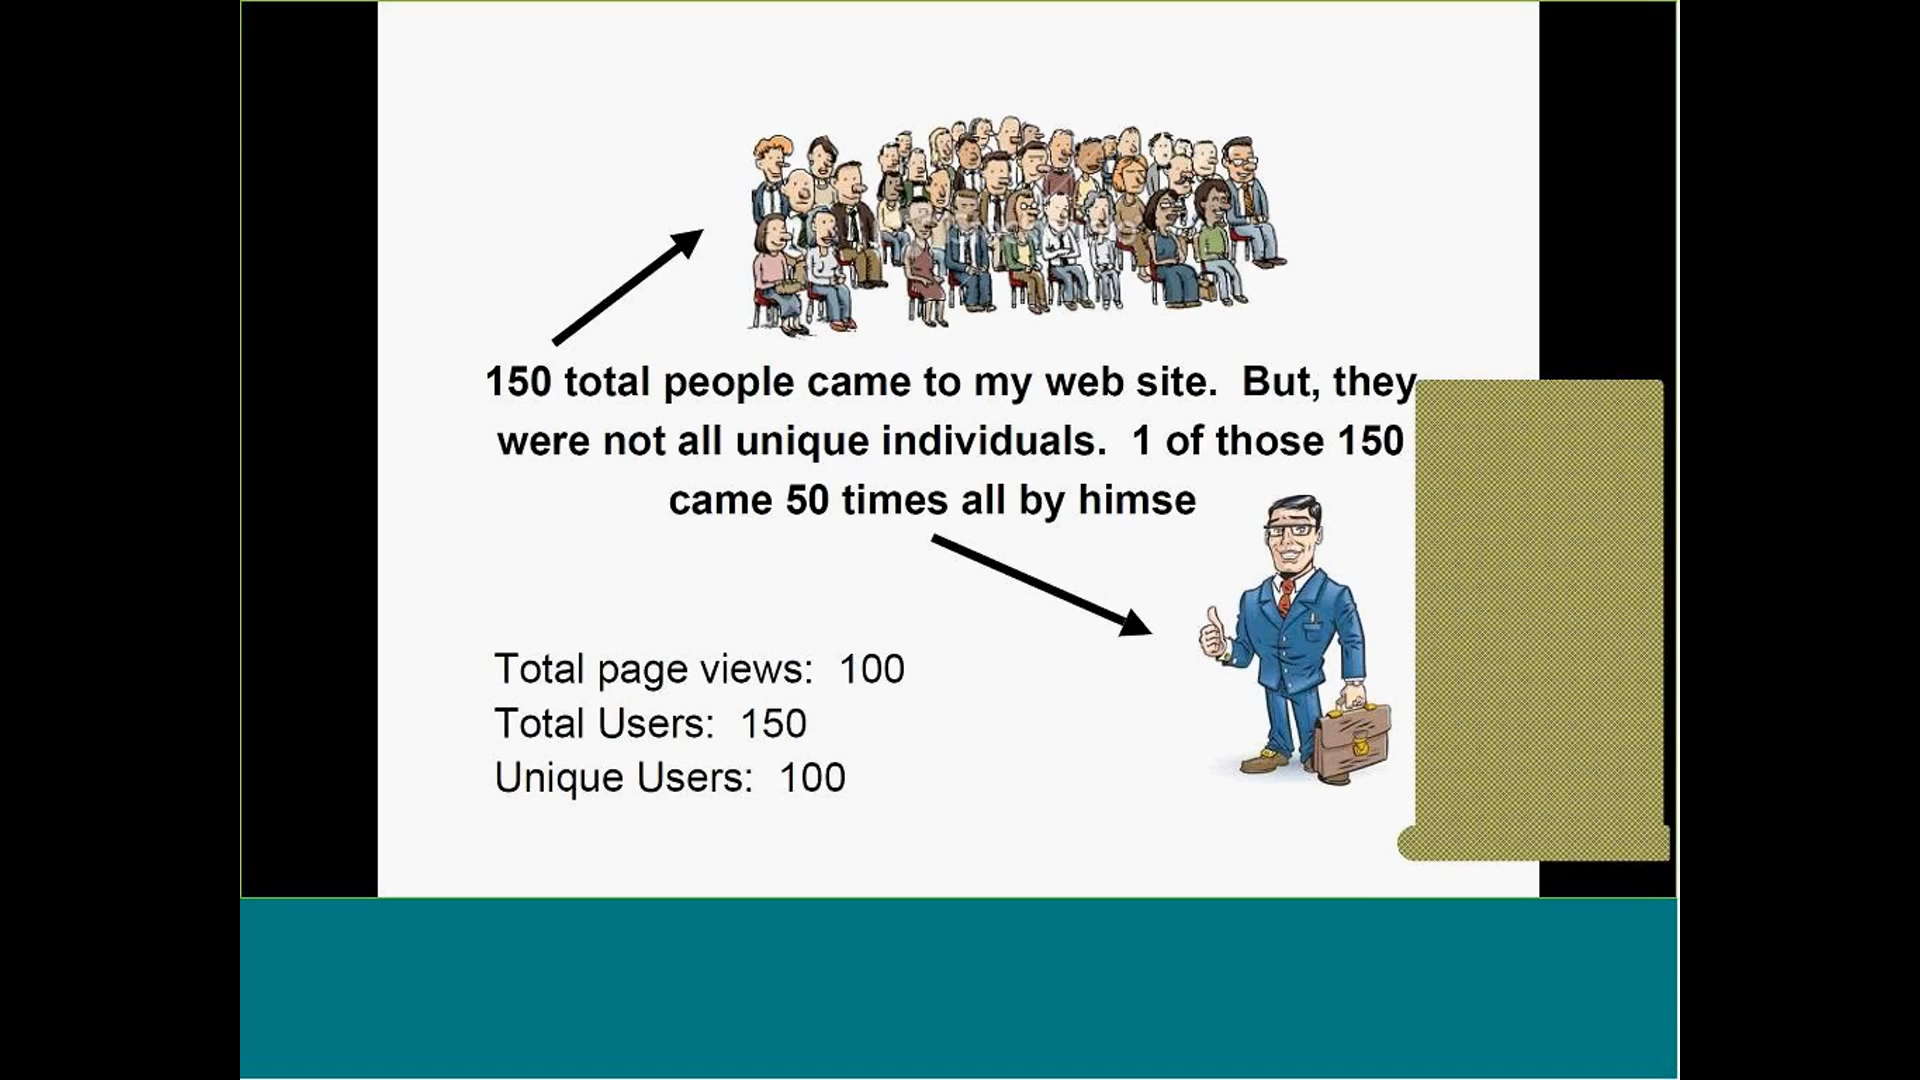 150 total people came to my web site.  But, they
were not all unique individuals.  1 of those 150
came 50 times all by himse
Total page views:  100
Total Users:  150
Unique Users:  100